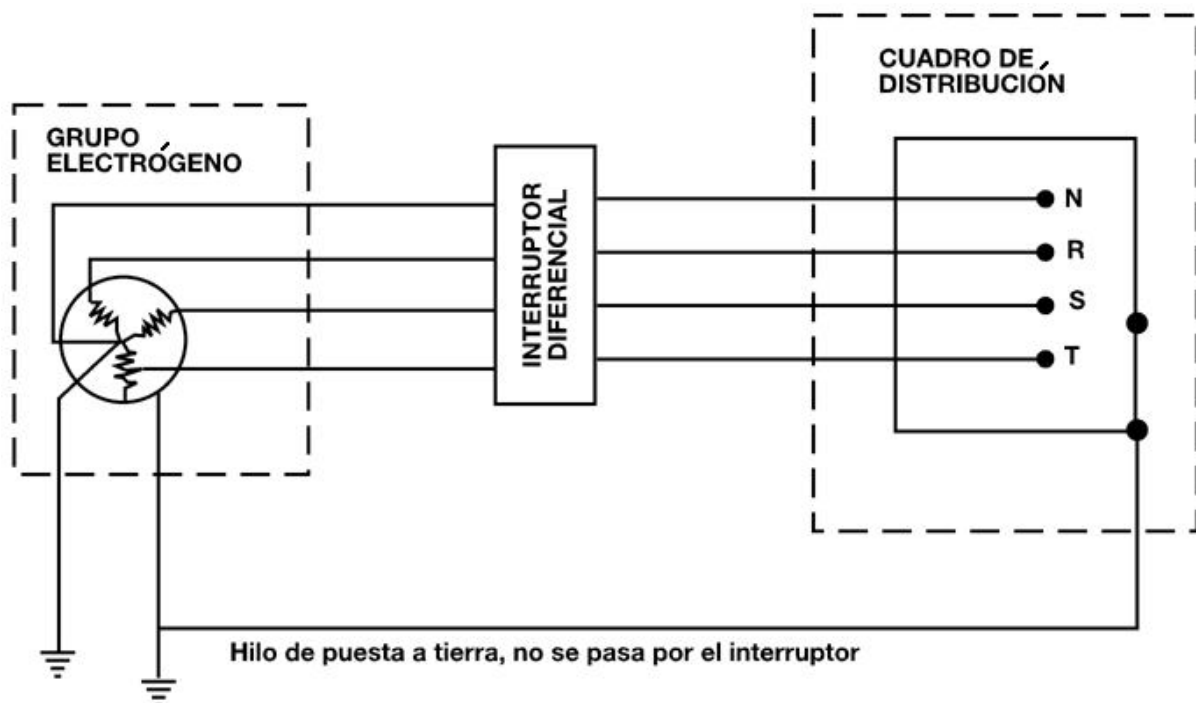 GRUPO
ELECTRÓGENO
INTERRUPTOR
DIFERENCIAL
CUADRO DE
DISTRIBUCIÓN
N
R
S
T
Hilo de puesta a tierra, no se pasa por el interruptor